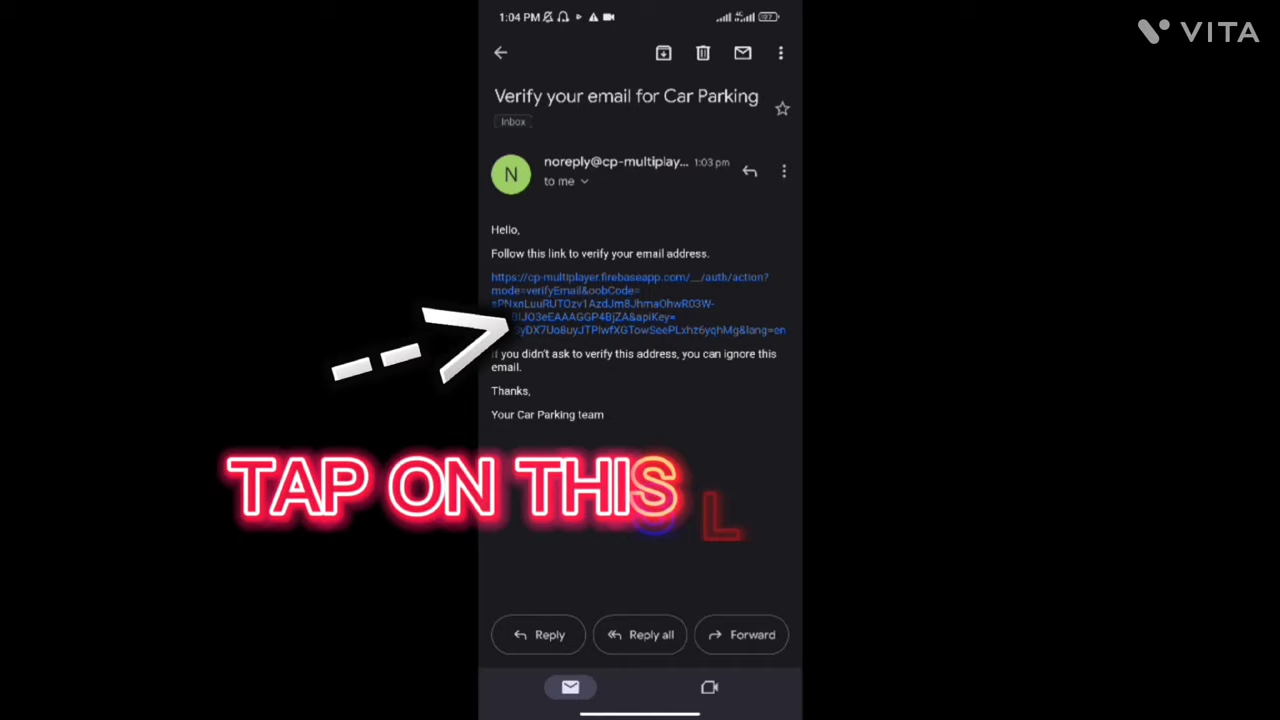 1:04 PM
VITA
Verify your email for Car Parking
Inbox
N
noreply@cp-multiplay... 1:03 pm
to me
Hello,
Follow this link to verify your email address.
https://cp-multiplayer.firebaseapp.com/__/auth/action?
mode=verifyEmail&oobCode=
If you didn't ask to verify this address, you can ignore this
email.
Thanks,
Your Car Parking team
TAP ON THIS L
Reply
Reply all
Forward